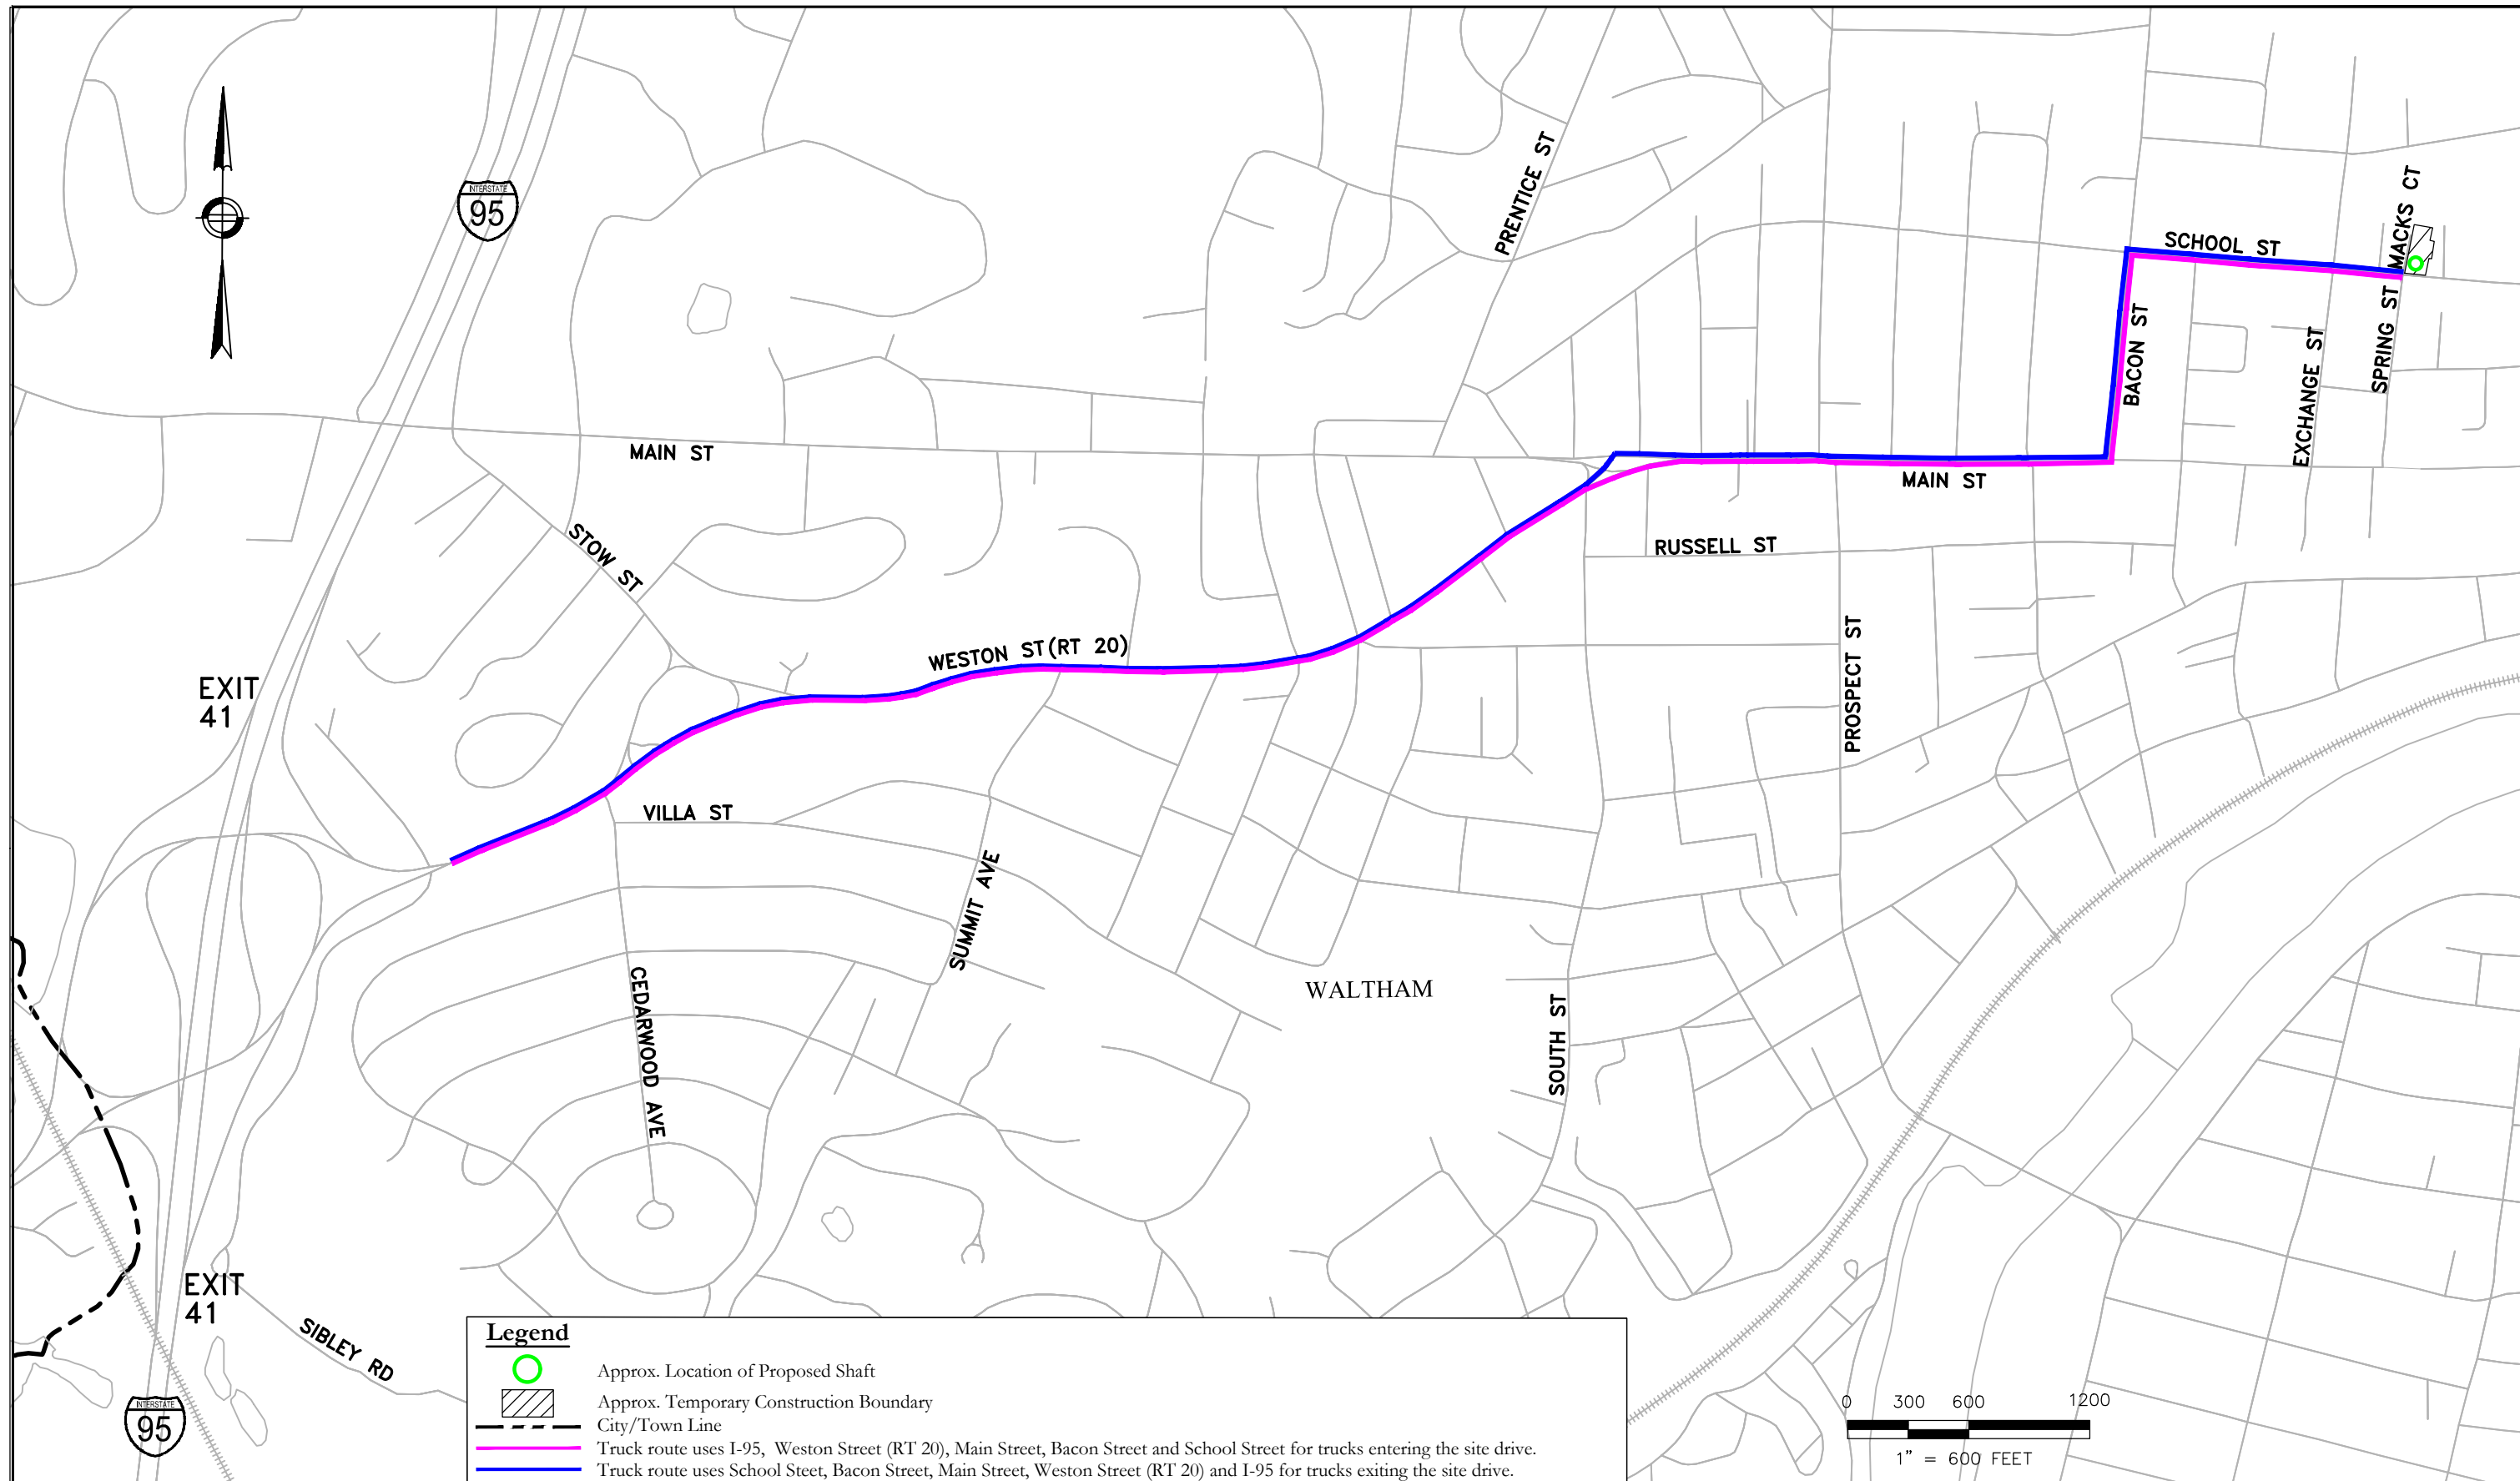 PRENTICE ST
MACKS CT
INTERSTATE
95
SCHOOL ST
SPRING ST
BACON ST
EXCHANGE ST
MAIN ST
MAIN ST
STOW ST
RUSSELL ST
WESTON ST (RT 20)
PROSPECT ST
EXIT
41
VILLA ST
SUMMIT AVE
CEDARWOOD AVE
WALTHAM
SOUTH ST
EXIT
41
SIBLEY RD
INTERSTATE
95
Legend
Approx. Location of Proposed Shaft
Approx. Temporary Construction Boundary
City/Town Line
Truck route uses I-95, Weston Street (RT 20), Main Street, Bacon Street and School Street for trucks entering the site drive.
Truck route uses School Steet, Bacon Street, Main Street, Weston Street (RT 20) and I-95 for trucks exiting the site drive.
0 300 600 1200
1" = 600 FEET